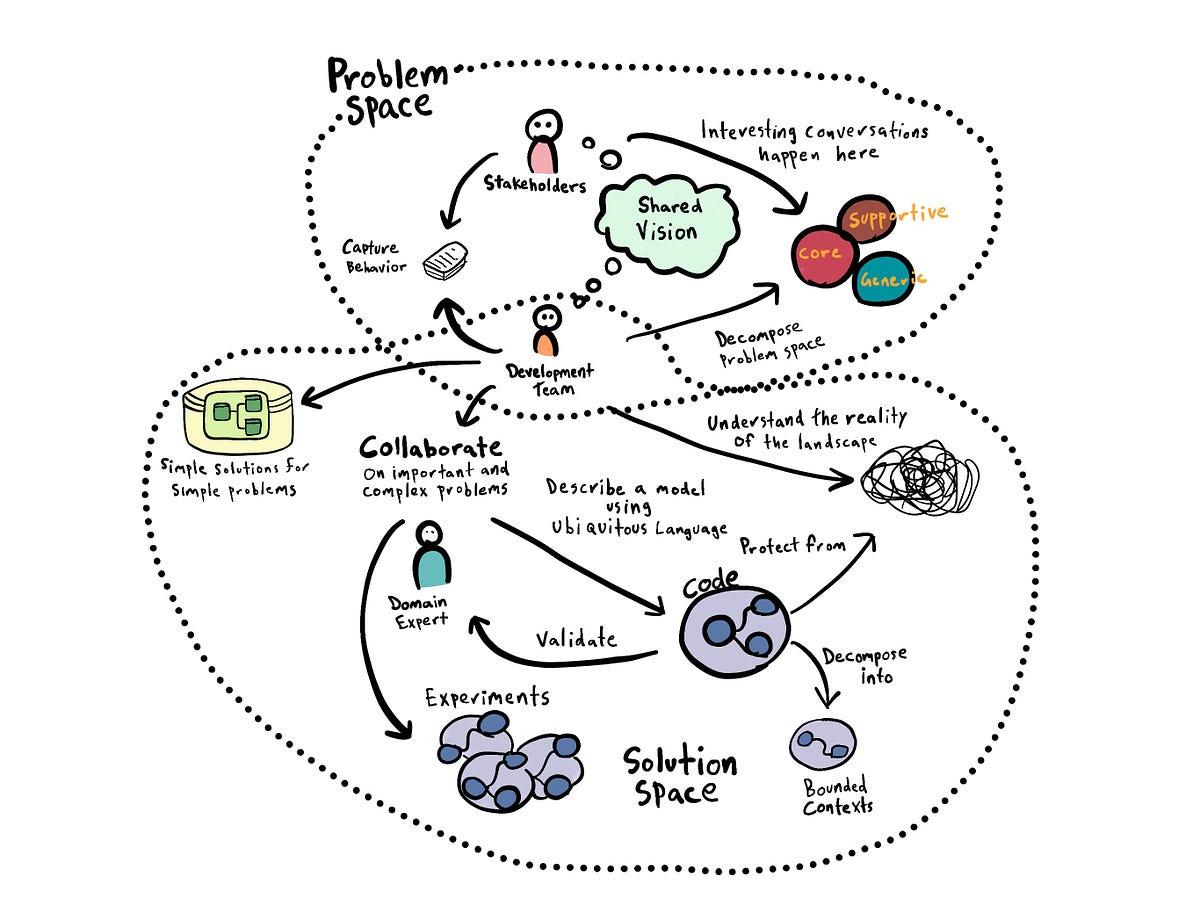 Problem
Space
Interesting conversations
happen here
Stakeholders
Shared
Vision
Supportive
Core
Generic
Capture
Behavior
Decompose
problem space
Development
Team
Understand the reality
of the landscape
Simple Solutions for
Simple problems
Collaborate
On important and
complex problems
Describe a model
using
Ubiquitous Language
Protect from
Code
Domain
Expert
Validate
Decompose
into
Experiments
Solution
Space
Bounded
Contexts